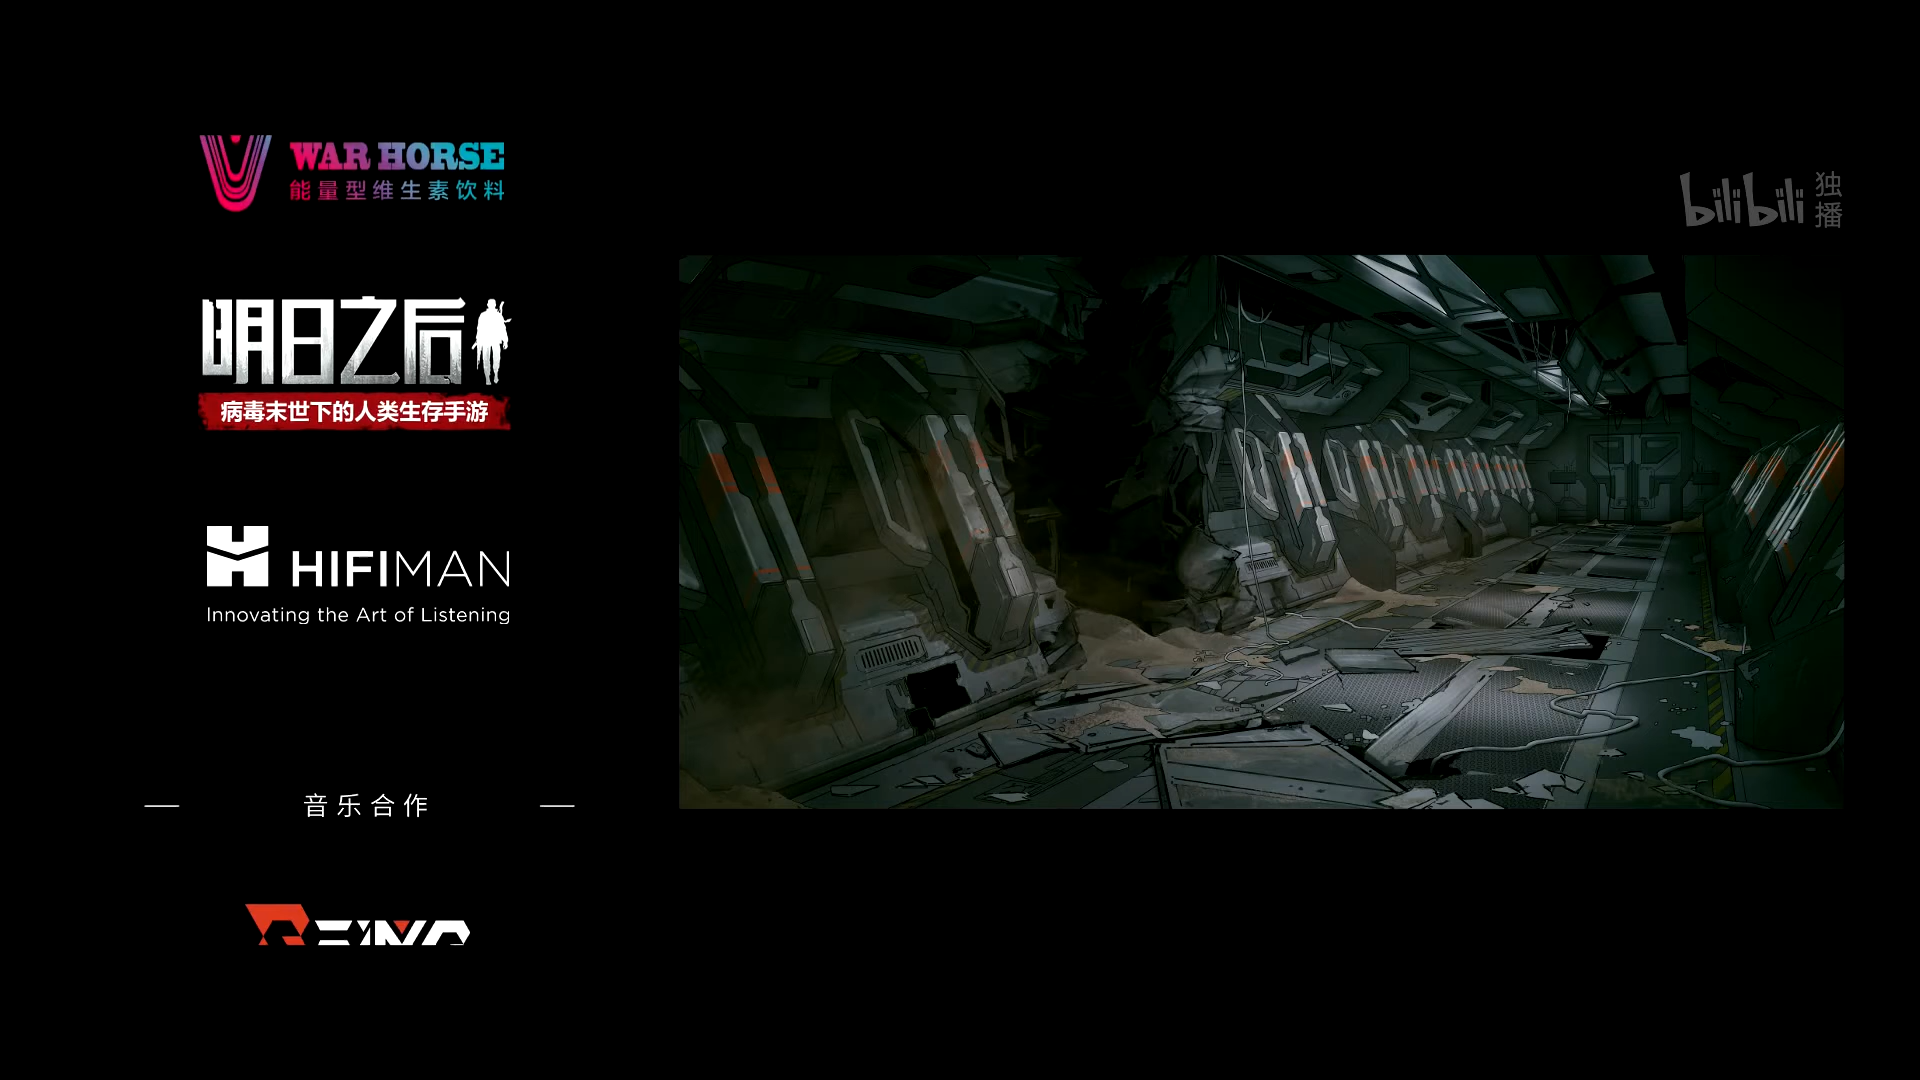 WAR HORSE
能量型维生素饮料
bilibili 独播
明日之后
病毒末世下的人类生存手游
HIFIMAN
Innovating the Art of Listening
音乐合作